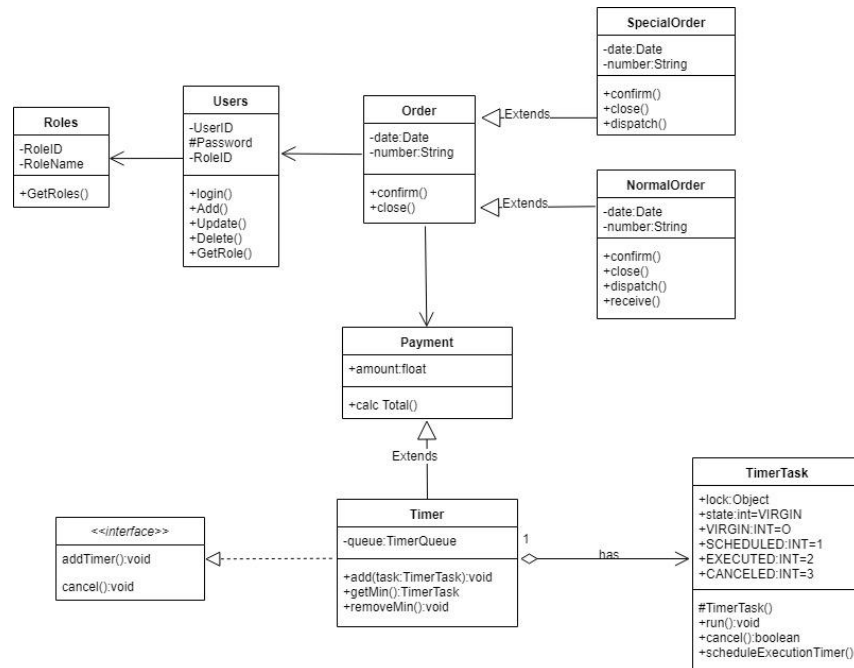 SpecialOrder
-date:Date
-number:String
+confirm()
+close()
+dispatch()
Roles
-RoleID
-RoleName
+GetRoles()
Users
-UserID
#Password
-RoleID
+login()
+Add()
+Update()
+Delete()
+GetRole()
Order
-date:Date
-number:String
+confirm()
+close()
Extends
Extends
NormalOrder
-date:Date
-number:String
+confirm()
+close()
+dispatch()
+receive()
Payment
+amount:float
+calc Total()
Extends
<<interface>>
addTimer():void
cancel():void
Timer
-queue:TimerQueue
+add(task:TimerTask):void
+getMin():TimerTask
+removeMin():void
1
has
TimerTask
+lock:Object
+state:int=VIRGIN
+VIRGIN:INT=O
+SCHEDULED:INT=1
+EXECUTED:INT=2
+CANCELED:INT=3
#TimerTask()
+run():void
+cancel():boolean
+scheduleExecutionTimer()